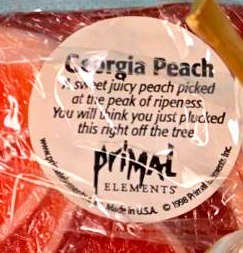 Georgia Peach
A sweet juicy peach picked
at the peak of ripeness.
You will think you just plucked
this right off the tree
primal
ELEMENTS
Made in U.S.A. © 1998 Primal Elements, Inc.